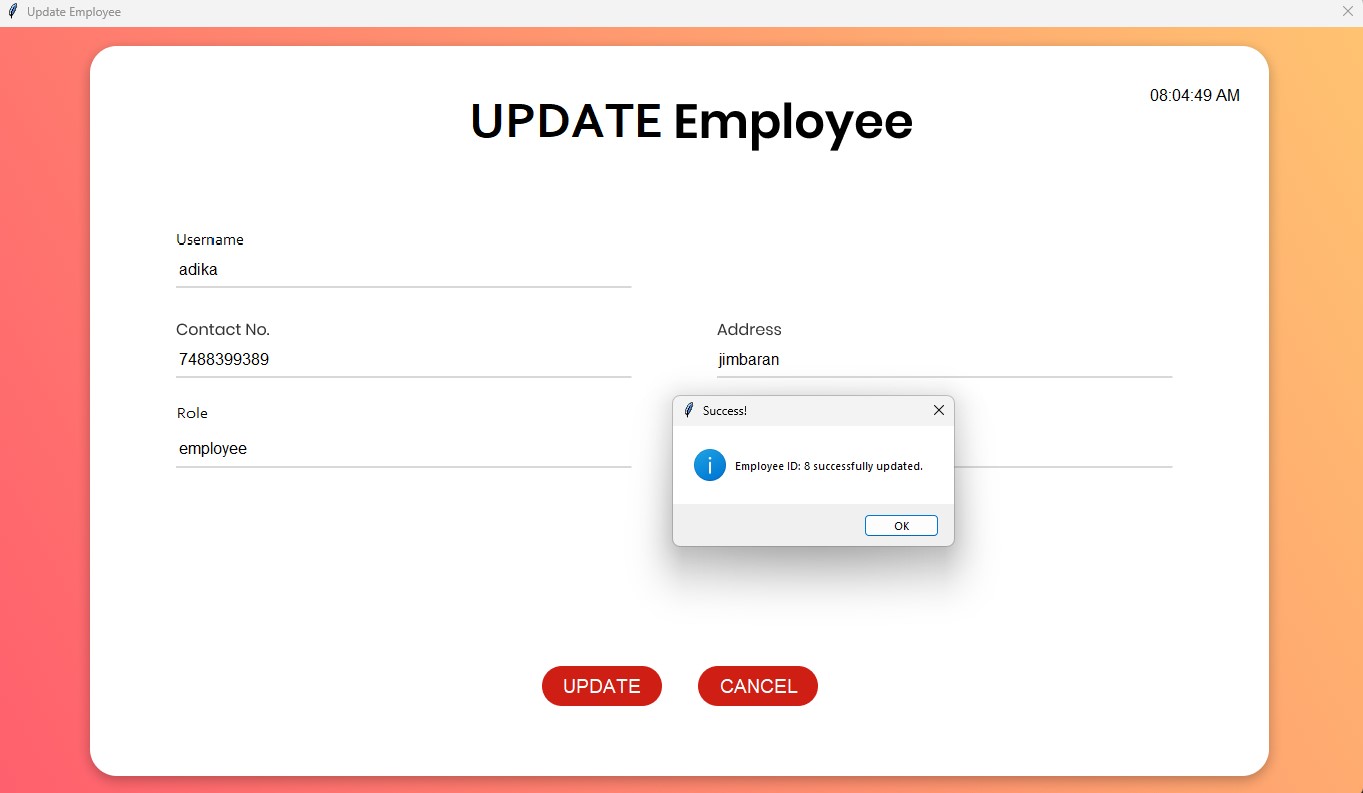 Update Employee
08:04:49 AM
UPDATE Employee
Username
adika
Contact No.
Address
7488399389
jimbaran
Role
employee
Success!
Employee ID: 8 successfully updated.
OK
UPDATE
CANCEL